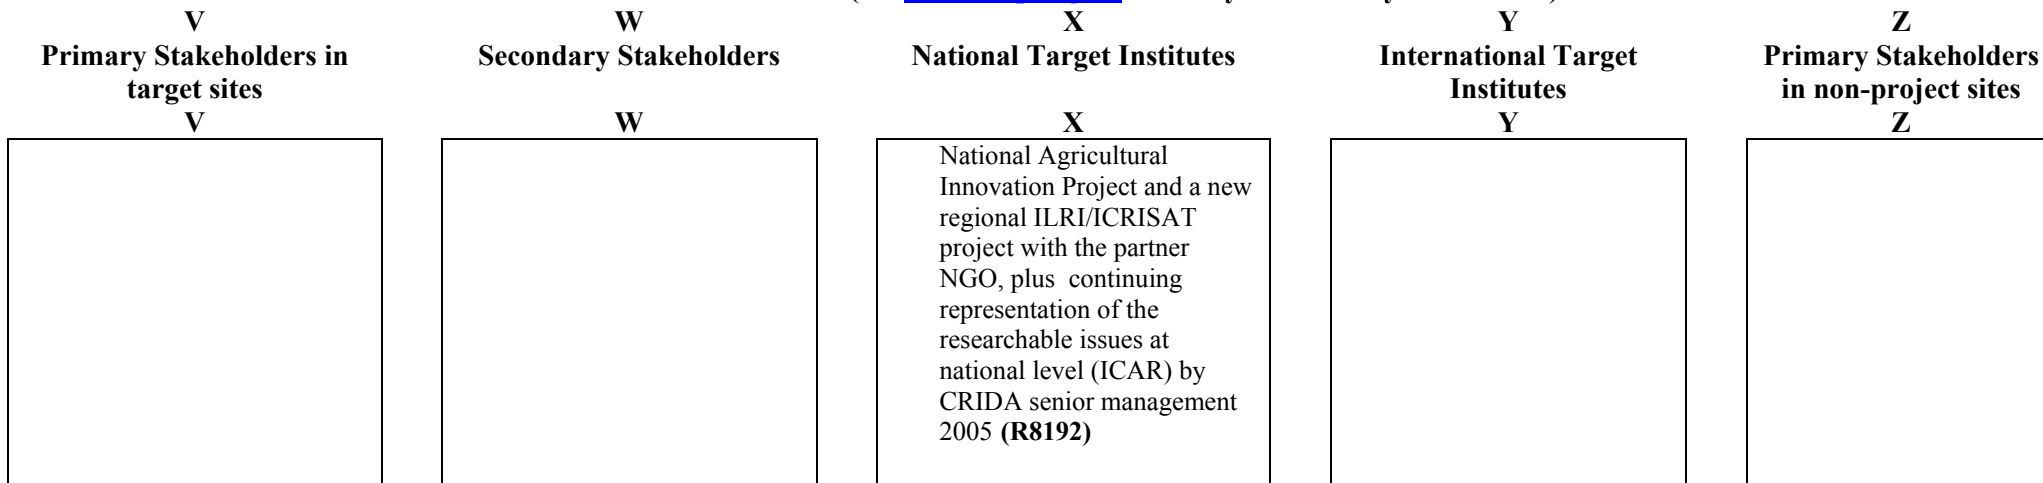 V
Primary Stakeholders in
target sites
V
W
Secondary Stakeholders
W
X
National Target Institutes
X
Y
International Target
Institutes
Y
Z
Primary Stakeholders
in non-project sites
Z
National Agricultural
Innovation Project and a new
regional ILRI/ICRISAT
project with the partner
NGO, plus continuing
representation of the
researchable issues at
national level (ICAR) by
CRIDA senior management
2005 (R8192)